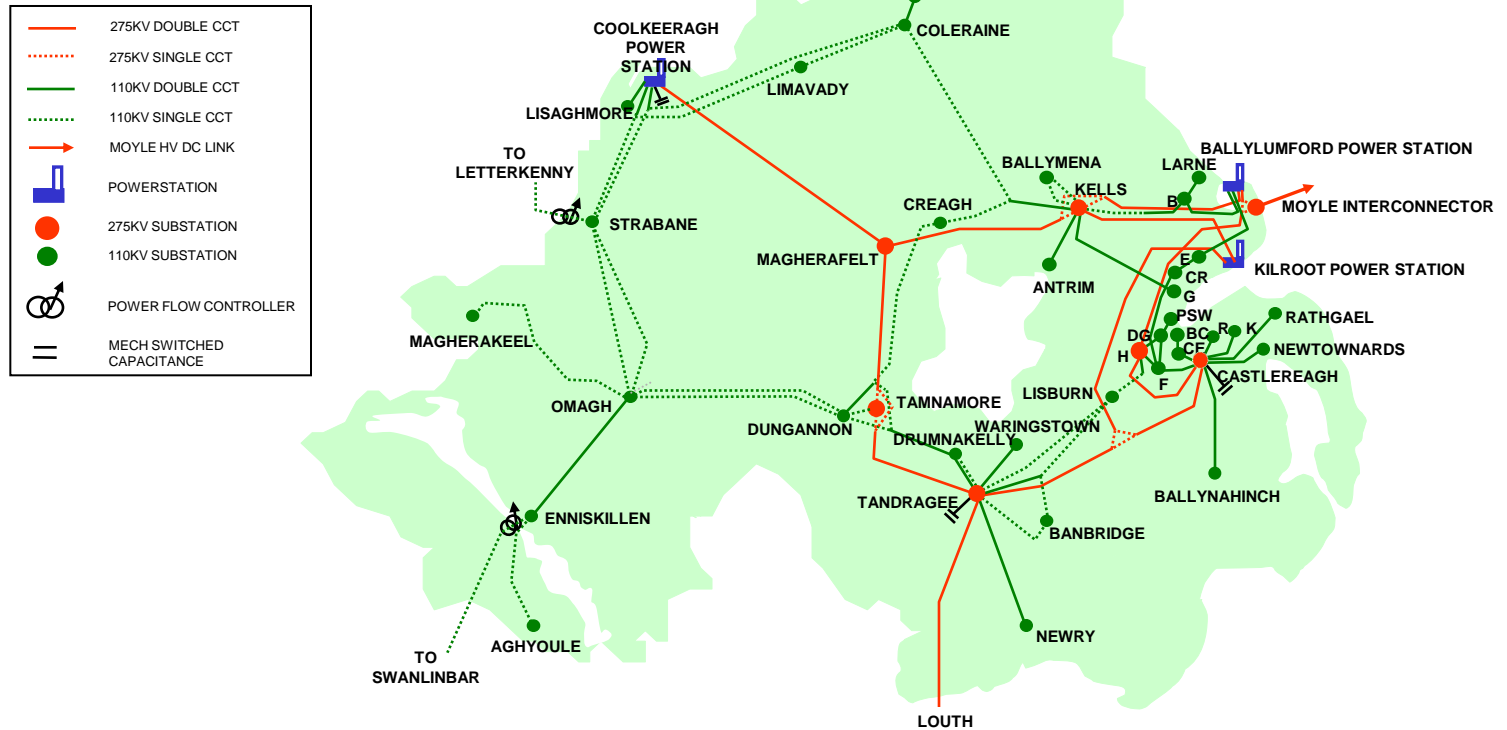 275KV DOUBLE CCT
275KV SINGLE CCT
110KV DOUBLE CCT
110KV SINGLE CCT
MOYLE HV DC LINK
POWERSTATION
275KV SUBSTATION
110KV SUBSTATION
POWER FLOW CONTROLLER
MECH SWITCHED
CAPACITANCE
COOLKEERAGH
POWER
STATION
COLERAINE
LIMAVADY
LISAGHMORE
TO
LETTERKENNY
STRABANE
BALLYMENA
LARNE
BALLYLUMFORD POWER STATION
KELLS
B
MOYLE INTERCONNECTOR
CREAGH
MAGHERAFELT
ANTRIM
E
CR
G
KILROOT POWER STATION
PSW
DG
BC
R
K
RATHGAEL
H
CE
NEWTOWNARDS
F
CASTLEREAGH
MAGHERAKEEL
OMAGH
DUNGANNON
TAMNAMORE
LISBURN
DRUMNAKELLY
WARINGSTOWN
TANDRAGEE
BALLYNAHINCH
BANBRIDGE
ENNISKILLEN
AGHYOULE
TO
SWANLINBAR
NEWRY
LOUTH